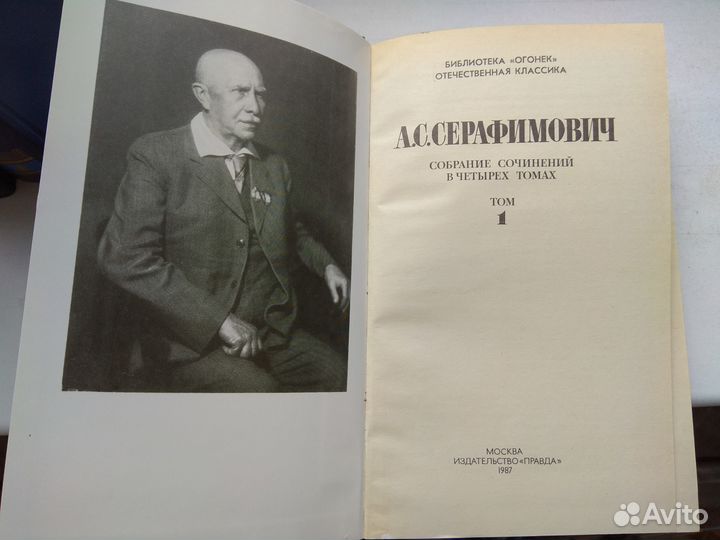 БИБЛИОТЕКА «ОГОНЕК»
ОТЕЧЕСТВЕННАЯ КЛАССИКА
А.С.СЕРАФИМОВИЧ
СОБРАНИЕ СОЧИНЕНИЙ
В ЧЕТЫРЕХ ТОМАХ
ТОМ
1
МОСКВА
ИЗДАТЕЛЬСТВО «ПРАВДА»
1987
Avito